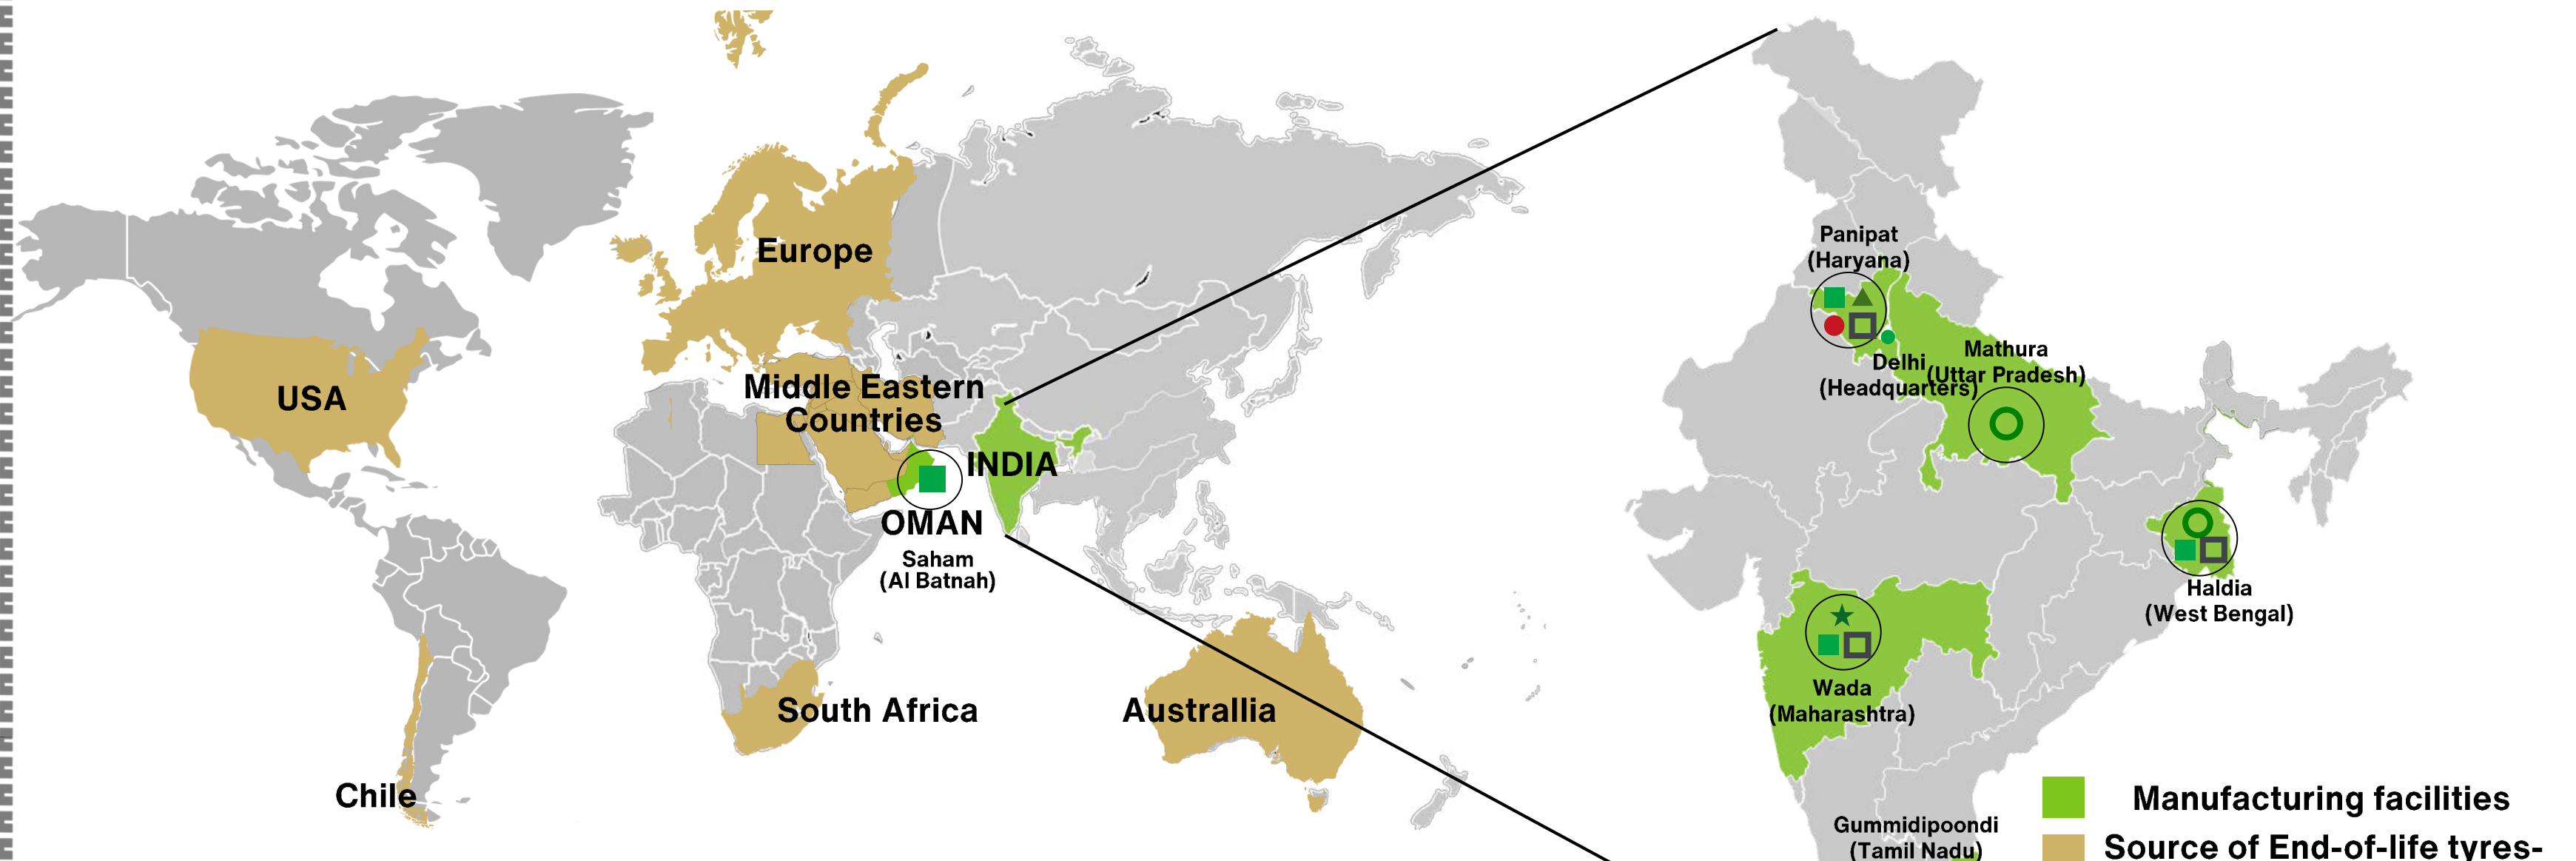 Europe
USA
Middle Eastern
Countries
INDIA
OMAN
Saham
(Al Batnah)
South Africa
Australlia
Chile
Panipat
(Haryana)
Delhi
(Headquarters)
Mathura
(Uttar Pradesh)
Haldia
(West Bengal)
Wada
(Maharashtra)
Gummidipoondi
(Tamil Nadu)
Manufacturing facilities
Source of End-of-life tyres-